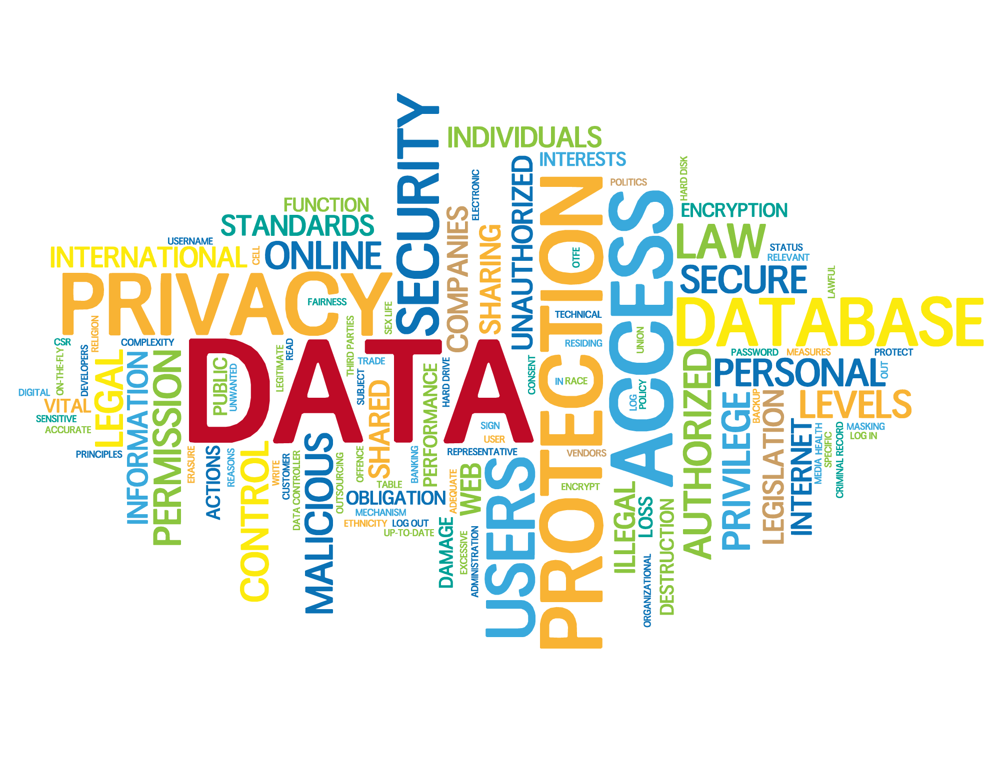 SECURITY
INDIVIDUALS
INTERESTS
UNAUTHORIZED
HARD DISK
ELECTRONIC
PROTECTION
POLITICS
ACCESS
FUNCTION
ENCRYPTION
COMPANIES
STANDARDS
SHARING
LAW
USERNAME
INTERNATIONAL
CELL
ONLINE
OTFE
STATUS
RELEVANT
SECURE
LAWFUL
PRIVACY
FAIRNESS
SEX LIFE
TECHNICAL
DATABASE
RELIGION
THIRD PARTIES
UNION
CSR
COMPLEXITY
DATA
READ
RESIDING
ON-THE-FLY
DEVELOPERS
LEGITIMATE
PASSWORD
MEASURES
PROTECT
LEGAL
INFORMATION
PERMISSION
PUBLIC
UNWANTED
TRADE
SUBJECT
HARD DRIVE
PERFORMANCE
CONSENT
AUTHORIZED
PERSONAL
OUT
IN
RACE
LOG
POLICY
DIGITAL
VITAL
SHARED
BACKUP
LEGISLATION
LEVELS
PRIVILEGE
SENSITIVE
ACCURATE
SIGN
USER
INTERNET
MEDIA
HEALTH
SPECIFIC
CRIMINAL RECORD
MASKING
LOG IN
PRINCIPLES
ERASURE
ACTIONS
REASONS
CONTROL
WRITE
CUSTOMER
DATA CONTROLLER
MALICIOUS
OUTSOURCING
OFFENCE
BANKING
REPRESENTATIVE
VENDORS
ADEQUATE
WEB
USERS
TABLE
ENCRYPT
ILLEGAL
LOSS
DESTRUCTION
OBLIGATION
MECHANISM
ETHNICITY
LOG OUT
UP-TO-DATE
DAMAGE
EXCESSIVE
ADMINISTRATION
ORGANIZATIONAL